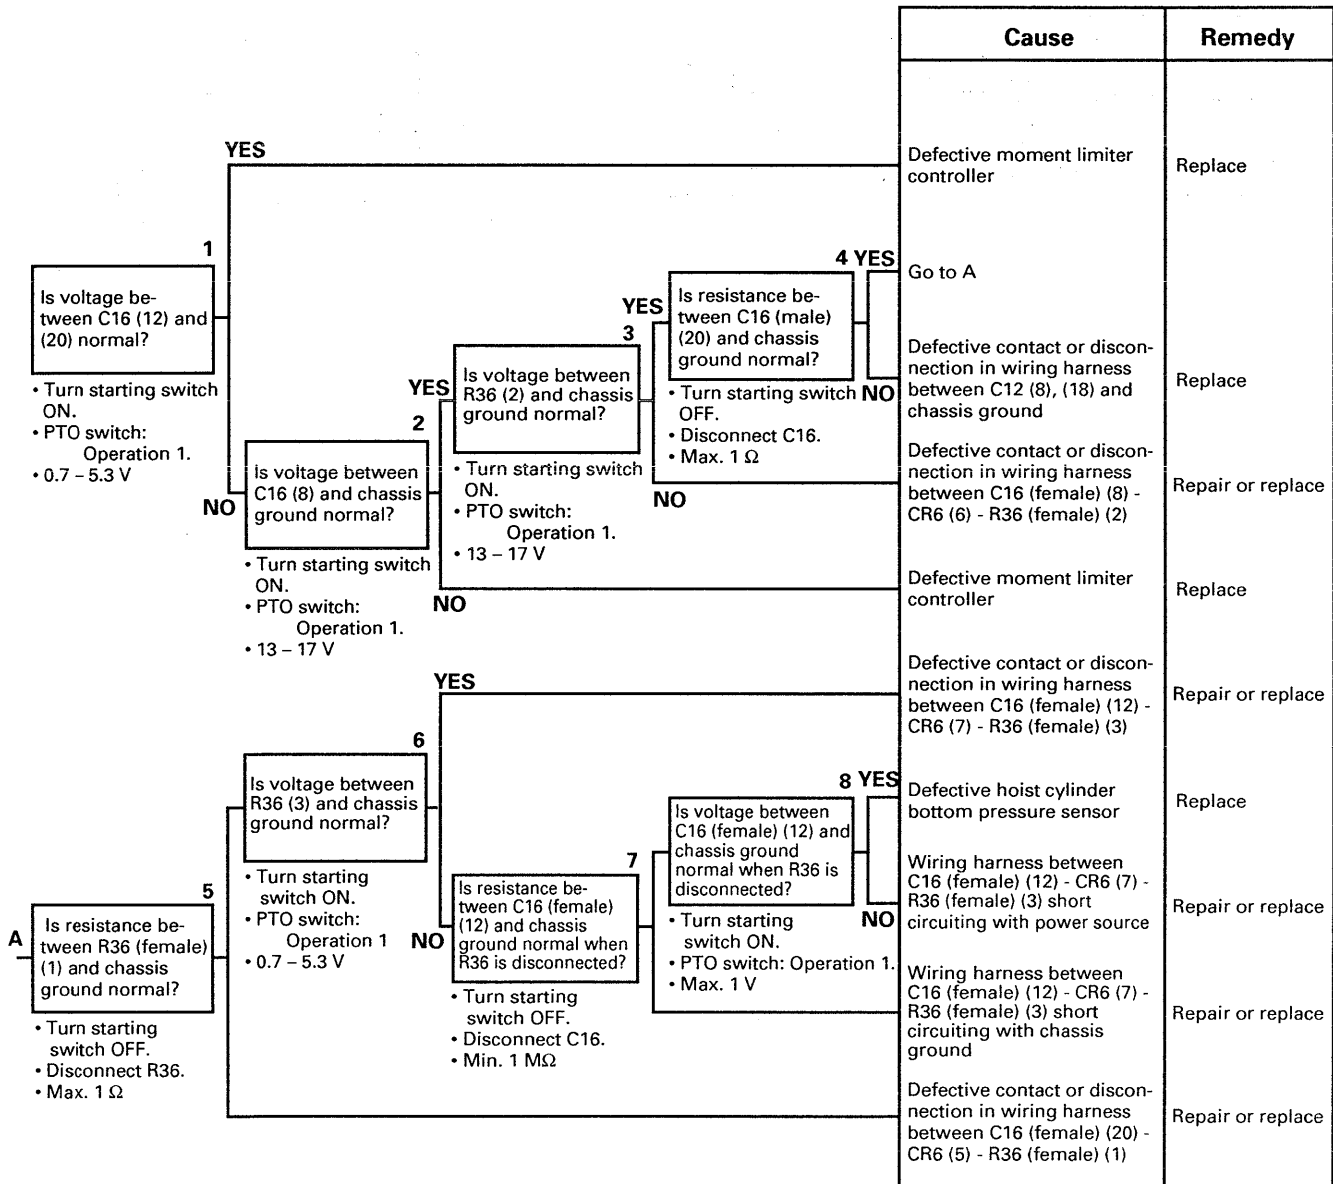 Cause
Remedy
YES
Defective moment limiter
controller
Replace
1
Is voltage be-
tween C16 (12) and
(20) normal?
• Turn starting switch
ON.
• PTO switch:
Operation 1.
• 0.7 – 5.3 V
NO
2
Is voltage between
C16 (8) and chassis
ground normal?
• Turn starting switch
ON.
• PTO switch:
Operation 1.
• 13 – 17 V
YES
NO
3
Is voltage between
R36 (2) and chassis
ground normal?
• Turn starting switch
ON.
• PTO switch:
Operation 1.
• 13 – 17 V
YES
NO
4
Is resistance be-
tween C16 (male)
(20) and chassis
ground normal?
• Turn starting switch
OFF.
• Disconnect C16.
• Max. 1 Ω
YES
Go to A
NO
Defective contact or discon-
nection in wiring harness
between C12 (8), (18) and
chassis ground
Replace
Defective contact or discon-
nection in wiring harness
between C16 (female) (8) -
CR6 (6) - R36 (female) (2)
Repair or replace
Defective moment limiter
controller
Replace
A
5
Is resistance be-
tween R36 (female)
(1) and chassis
ground normal?
• Turn starting
switch OFF.
• Disconnect R36.
• Max. 1 Ω
6
Is voltage between
R36 (3) and chassis
ground normal?
• Turn starting
switch ON.
• PTO switch:
Operation 1
• 0.7 – 5.3 V
YES
Defective contact or discon-
nection in wiring harness
between C16 (female) (12) -
CR6 (7) - R36 (female) (3)
Repair or replace
NO
7
Is resistance be-
tween C16 (female)
(12) and chassis
ground normal when
R36 is disconnected?
• Turn starting
switch OFF.
• Disconnect C16.
• Min. 1 MΩ
8
Is voltage between
C16 (female) (12) and
chassis ground
normal when R36 is
disconnected?
• Turn starting
switch ON.
• PTO switch: Operation 1.
• Max. 1 V
YES
Defective hoist cylinder
bottom pressure sensor
Replace
NO
Wiring harness between
C16 (female) (12) - CR6 (7) -
R36 (female) (3) short
circuiting with power source
Repair or replace
Wiring harness between
C16 (female) (12) - CR6 (7) -
R36 (female) (3) short
circuiting with chassis
ground
Repair or replace
Defective contact or discon-
nection in wiring harness
between C16 (female) (20) -
CR6 (5) - R36 (female) (1)
Repair or replace